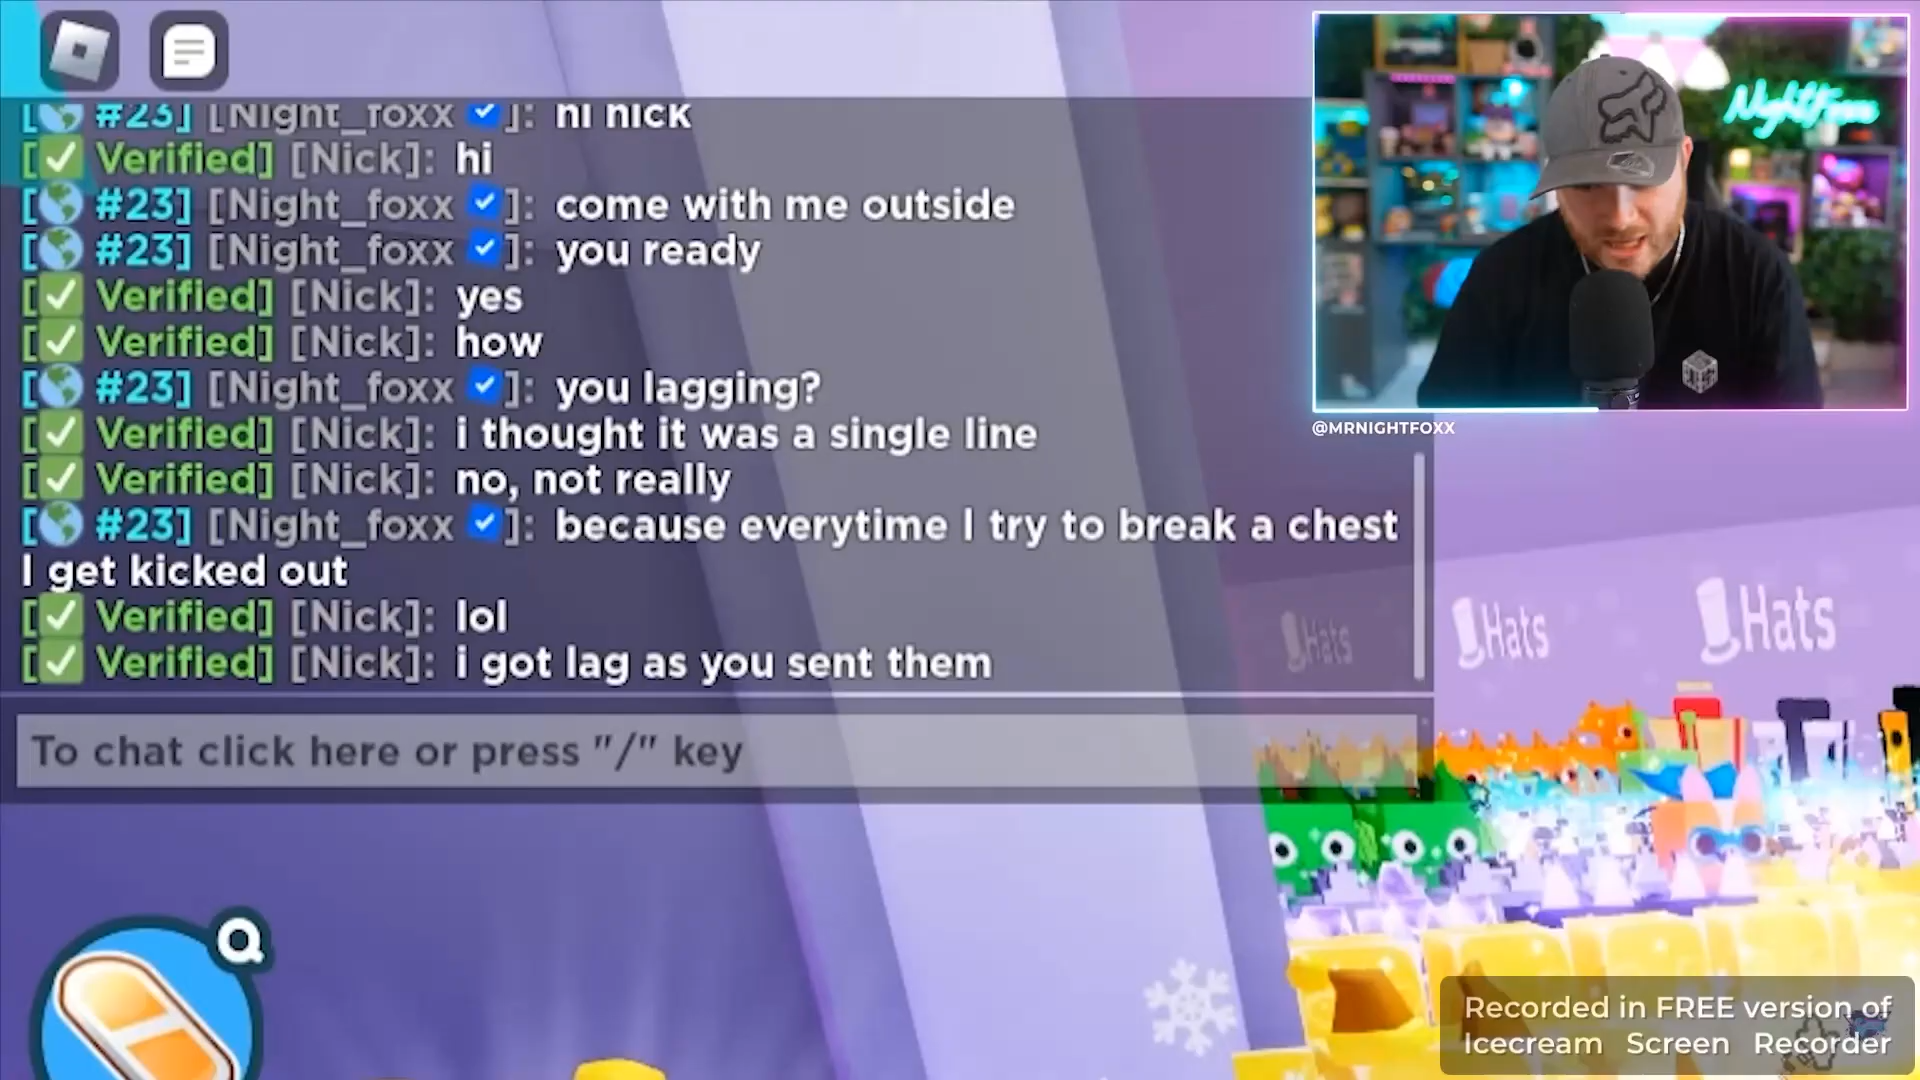 [🌎 #23] [Night_foxx ✓]: hi nick
[✓ Verified] [Nick]: hi
[🌎 #23] [Night_foxx ✓]: come with me outside
[🌎 #23] [Night_foxx ✓]: you ready
[✓ Verified] [Nick]: yes
[✓ Verified] [Nick]: how
[🌎 #23] [Night_foxx ✓]: you lagging?
[✓ Verified] [Nick]: i thought it was a single line
[✓ Verified] [Nick]: no, not really
[🌎 #23] [Night_foxx ✓]: because everytime I try to break a chest
I get kicked out
[✓ Verified] [Nick]: lol
[✓ Verified] [Nick]: i got lag as you sent them
To chat click here or press "/" key
NightFoxx
@MRNIGHTFOXX
Hats
Hats
Hats
Q
Recorded in FREE version of
Icecream Screen Recorder